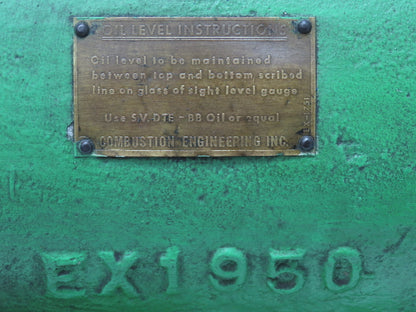 OIL LEVEL INSTRUCTIONS
Oil level to be maintained
between top and bottom scribed
line on glass of sight level gauge
Use S.V. DTE - BB Oil or equal
COMBUSTION ENGINEERING INC.
EX1950